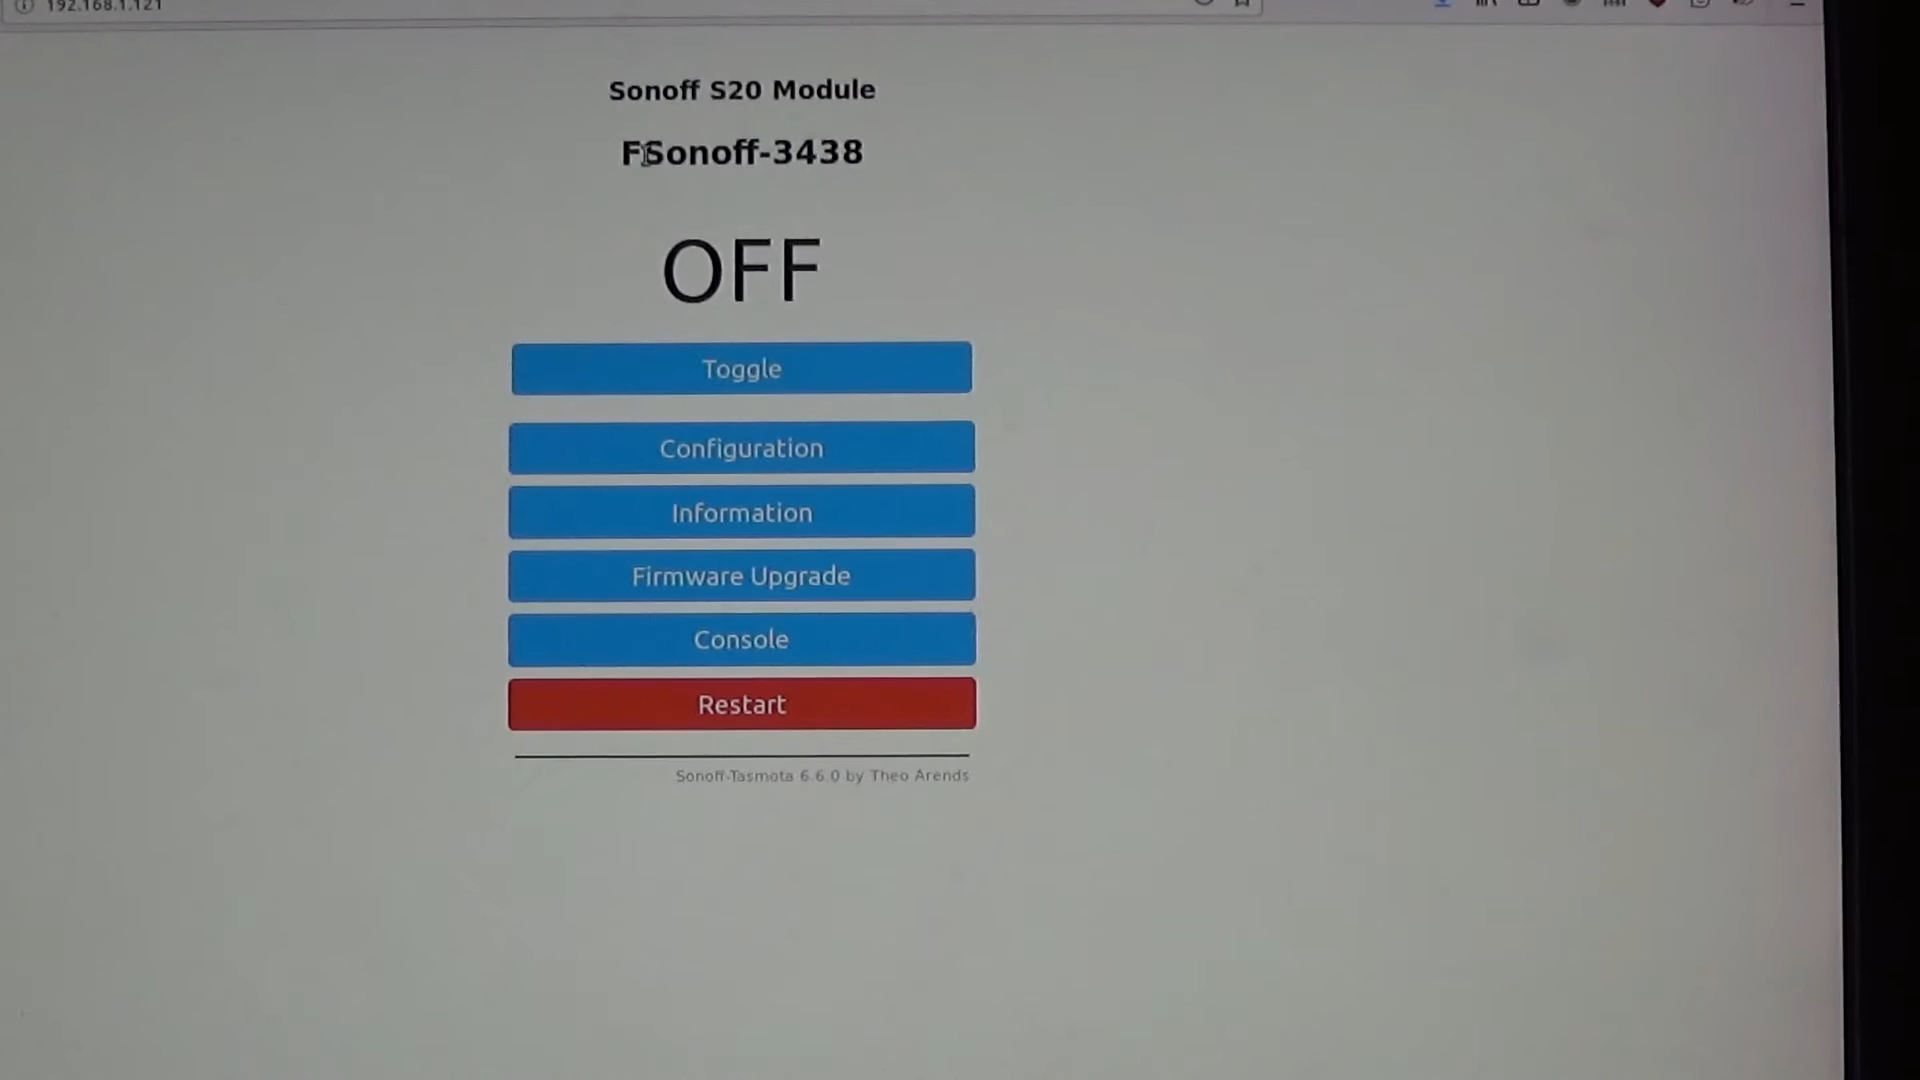 192.168.1.121
Sonoff S20 Module
FSonoff-3438
OFF
Toggle
Configuration
Information
Firmware Upgrade
Console
Restart
Sonoff-Tasmota 6.6.0 by Theo Arends